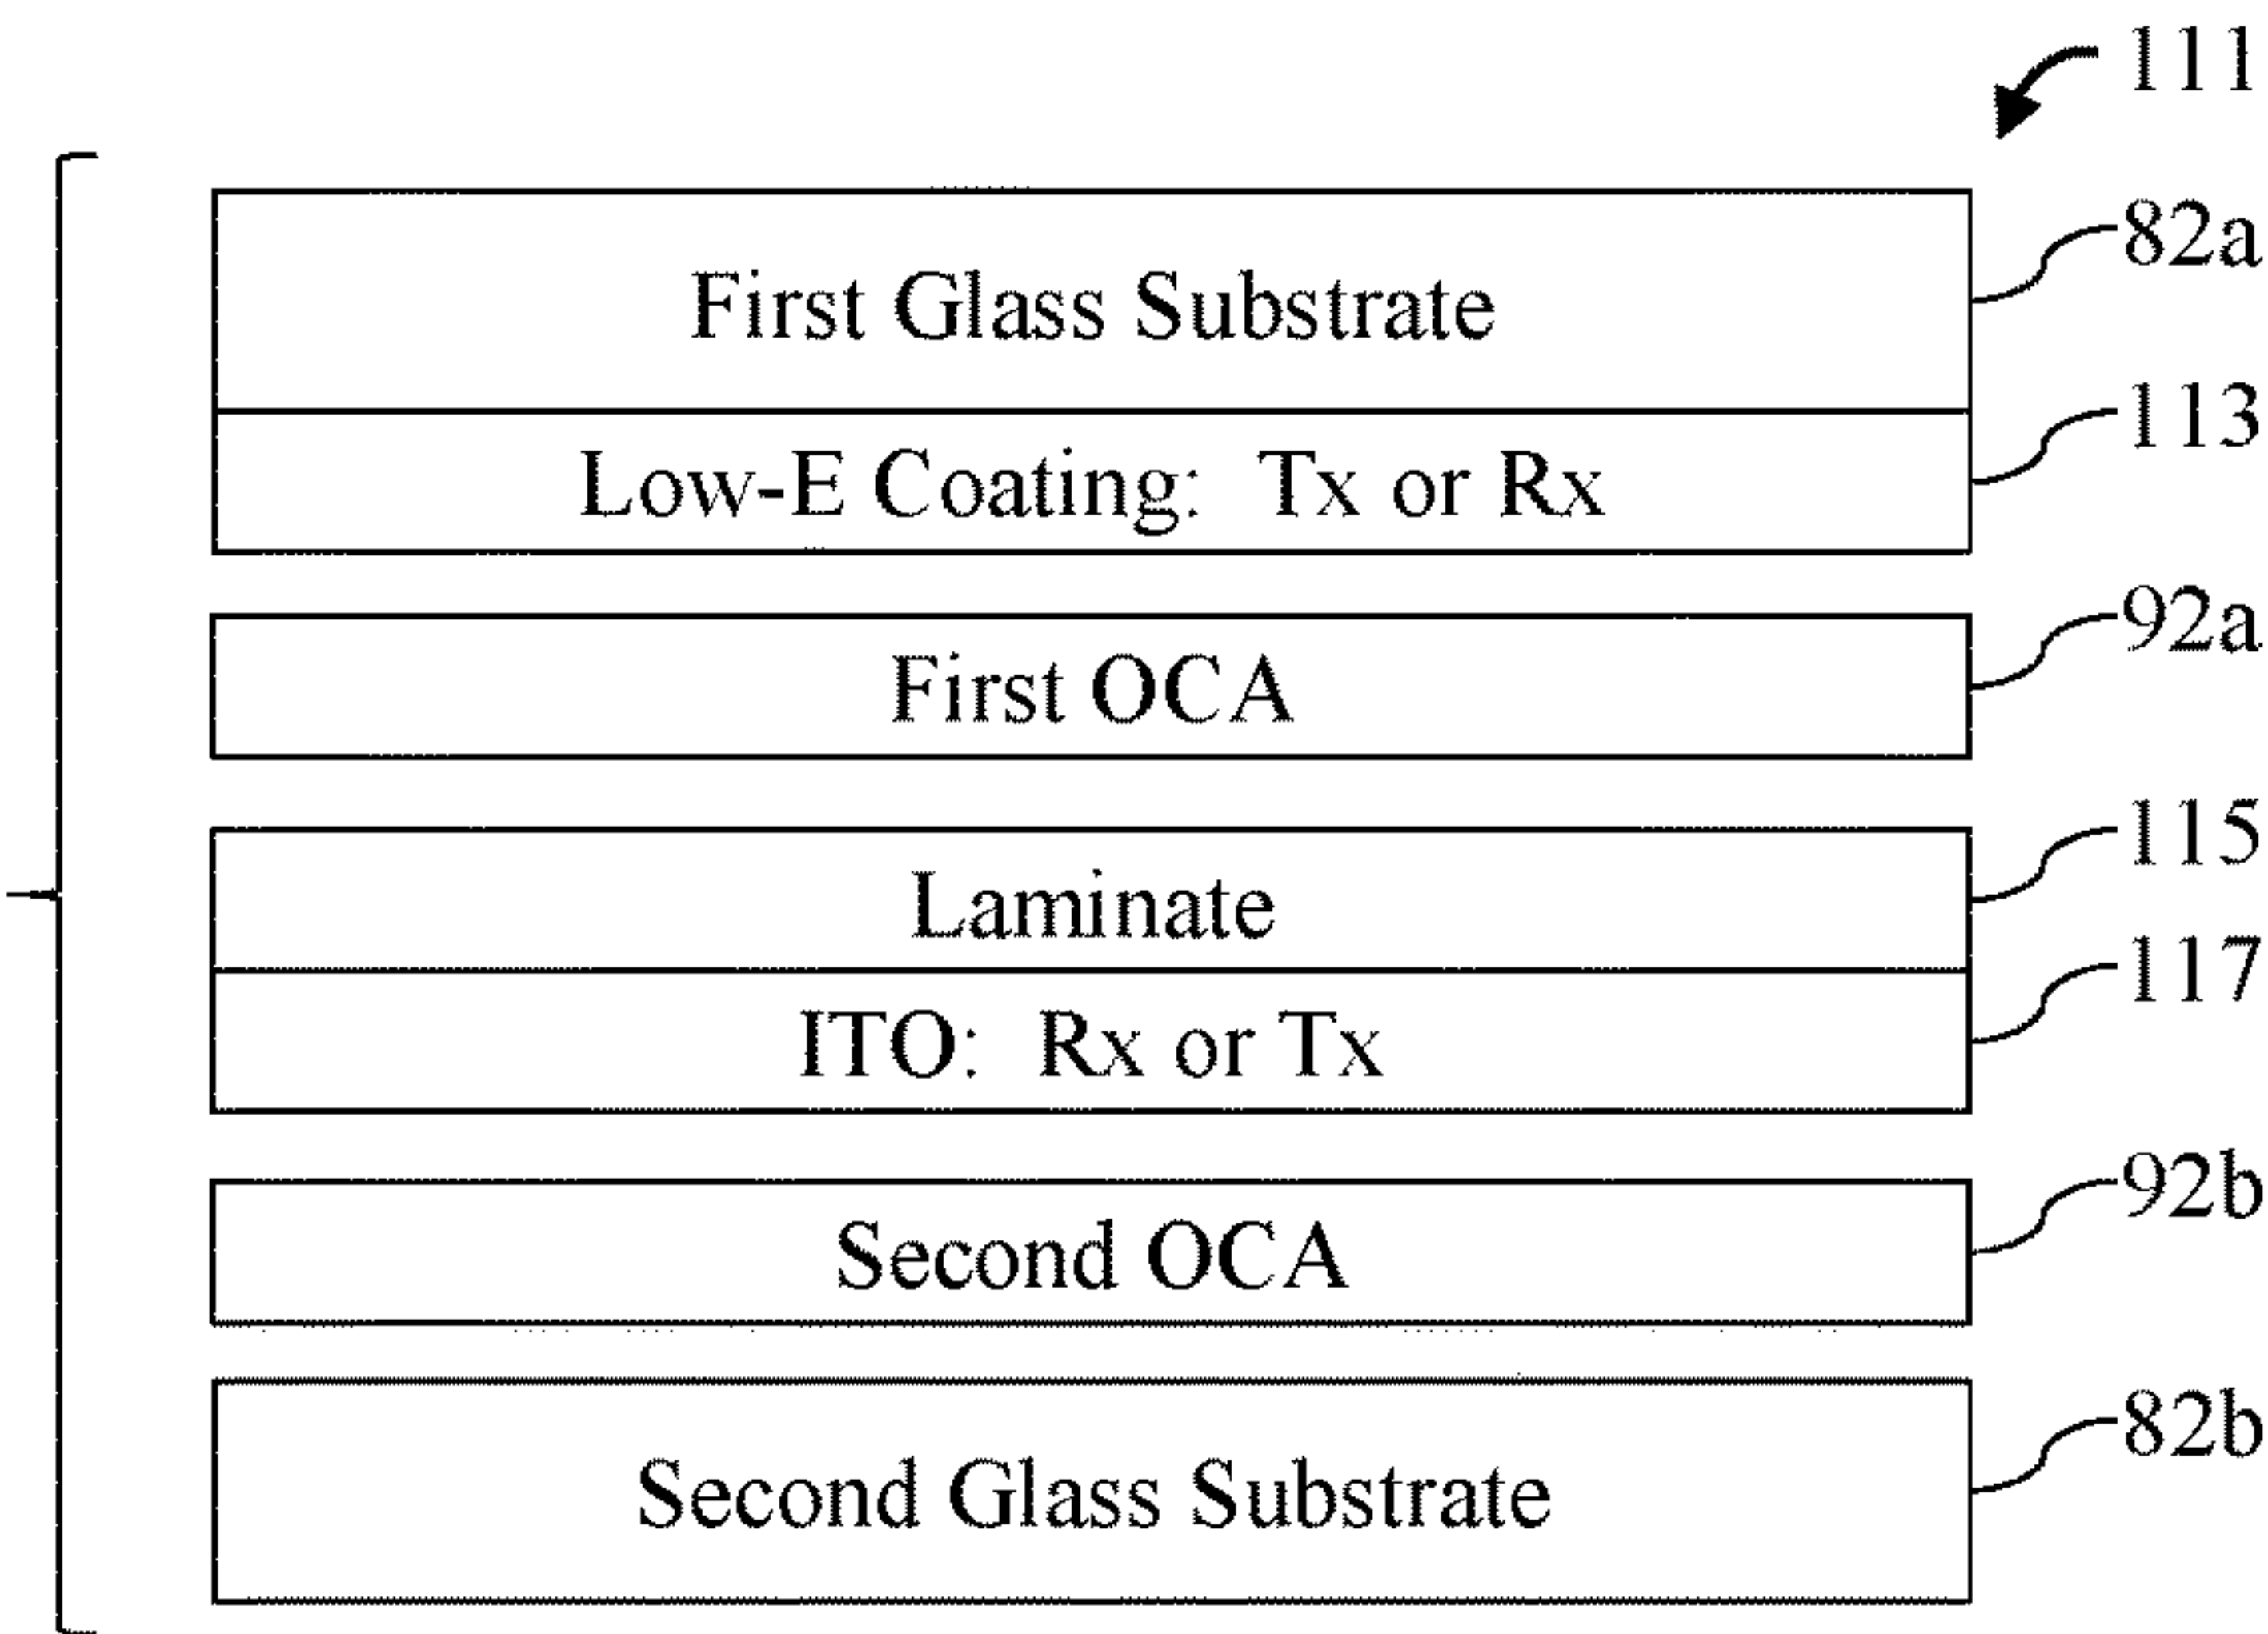 111
82a
First Glass Substrate
113
Low-E Coating: Tx or Rx
92a
First OCA
115
Laminate
117
ITO: Rx or Tx
92b
Second OCA
82b
Second Glass Substrate